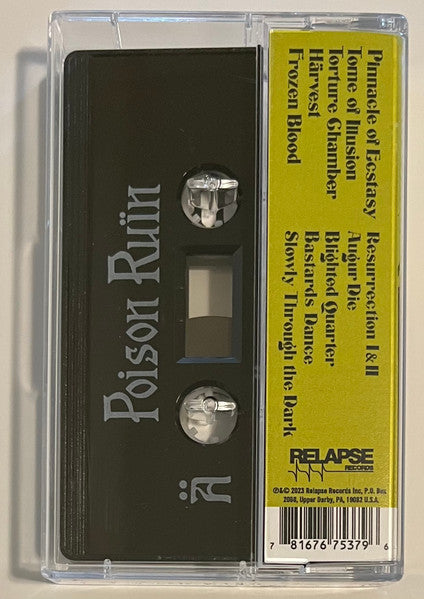 Poison Ruïn
Ä
Pinnacle of Ecstasy
Tome of Illusion
Torture Chamber
Härvest
Frozen Blood
Resurrection I & II
Augur Die
Blighted Quarter
Bastards Dance
Slowly Through the Dark
RELAPSE
RECORDS
℗&© 2023 Relapse Records Inc, P.O. Box
2060, Upper Darby, PA, 19082 U.S.A.
7 81676 75379 6